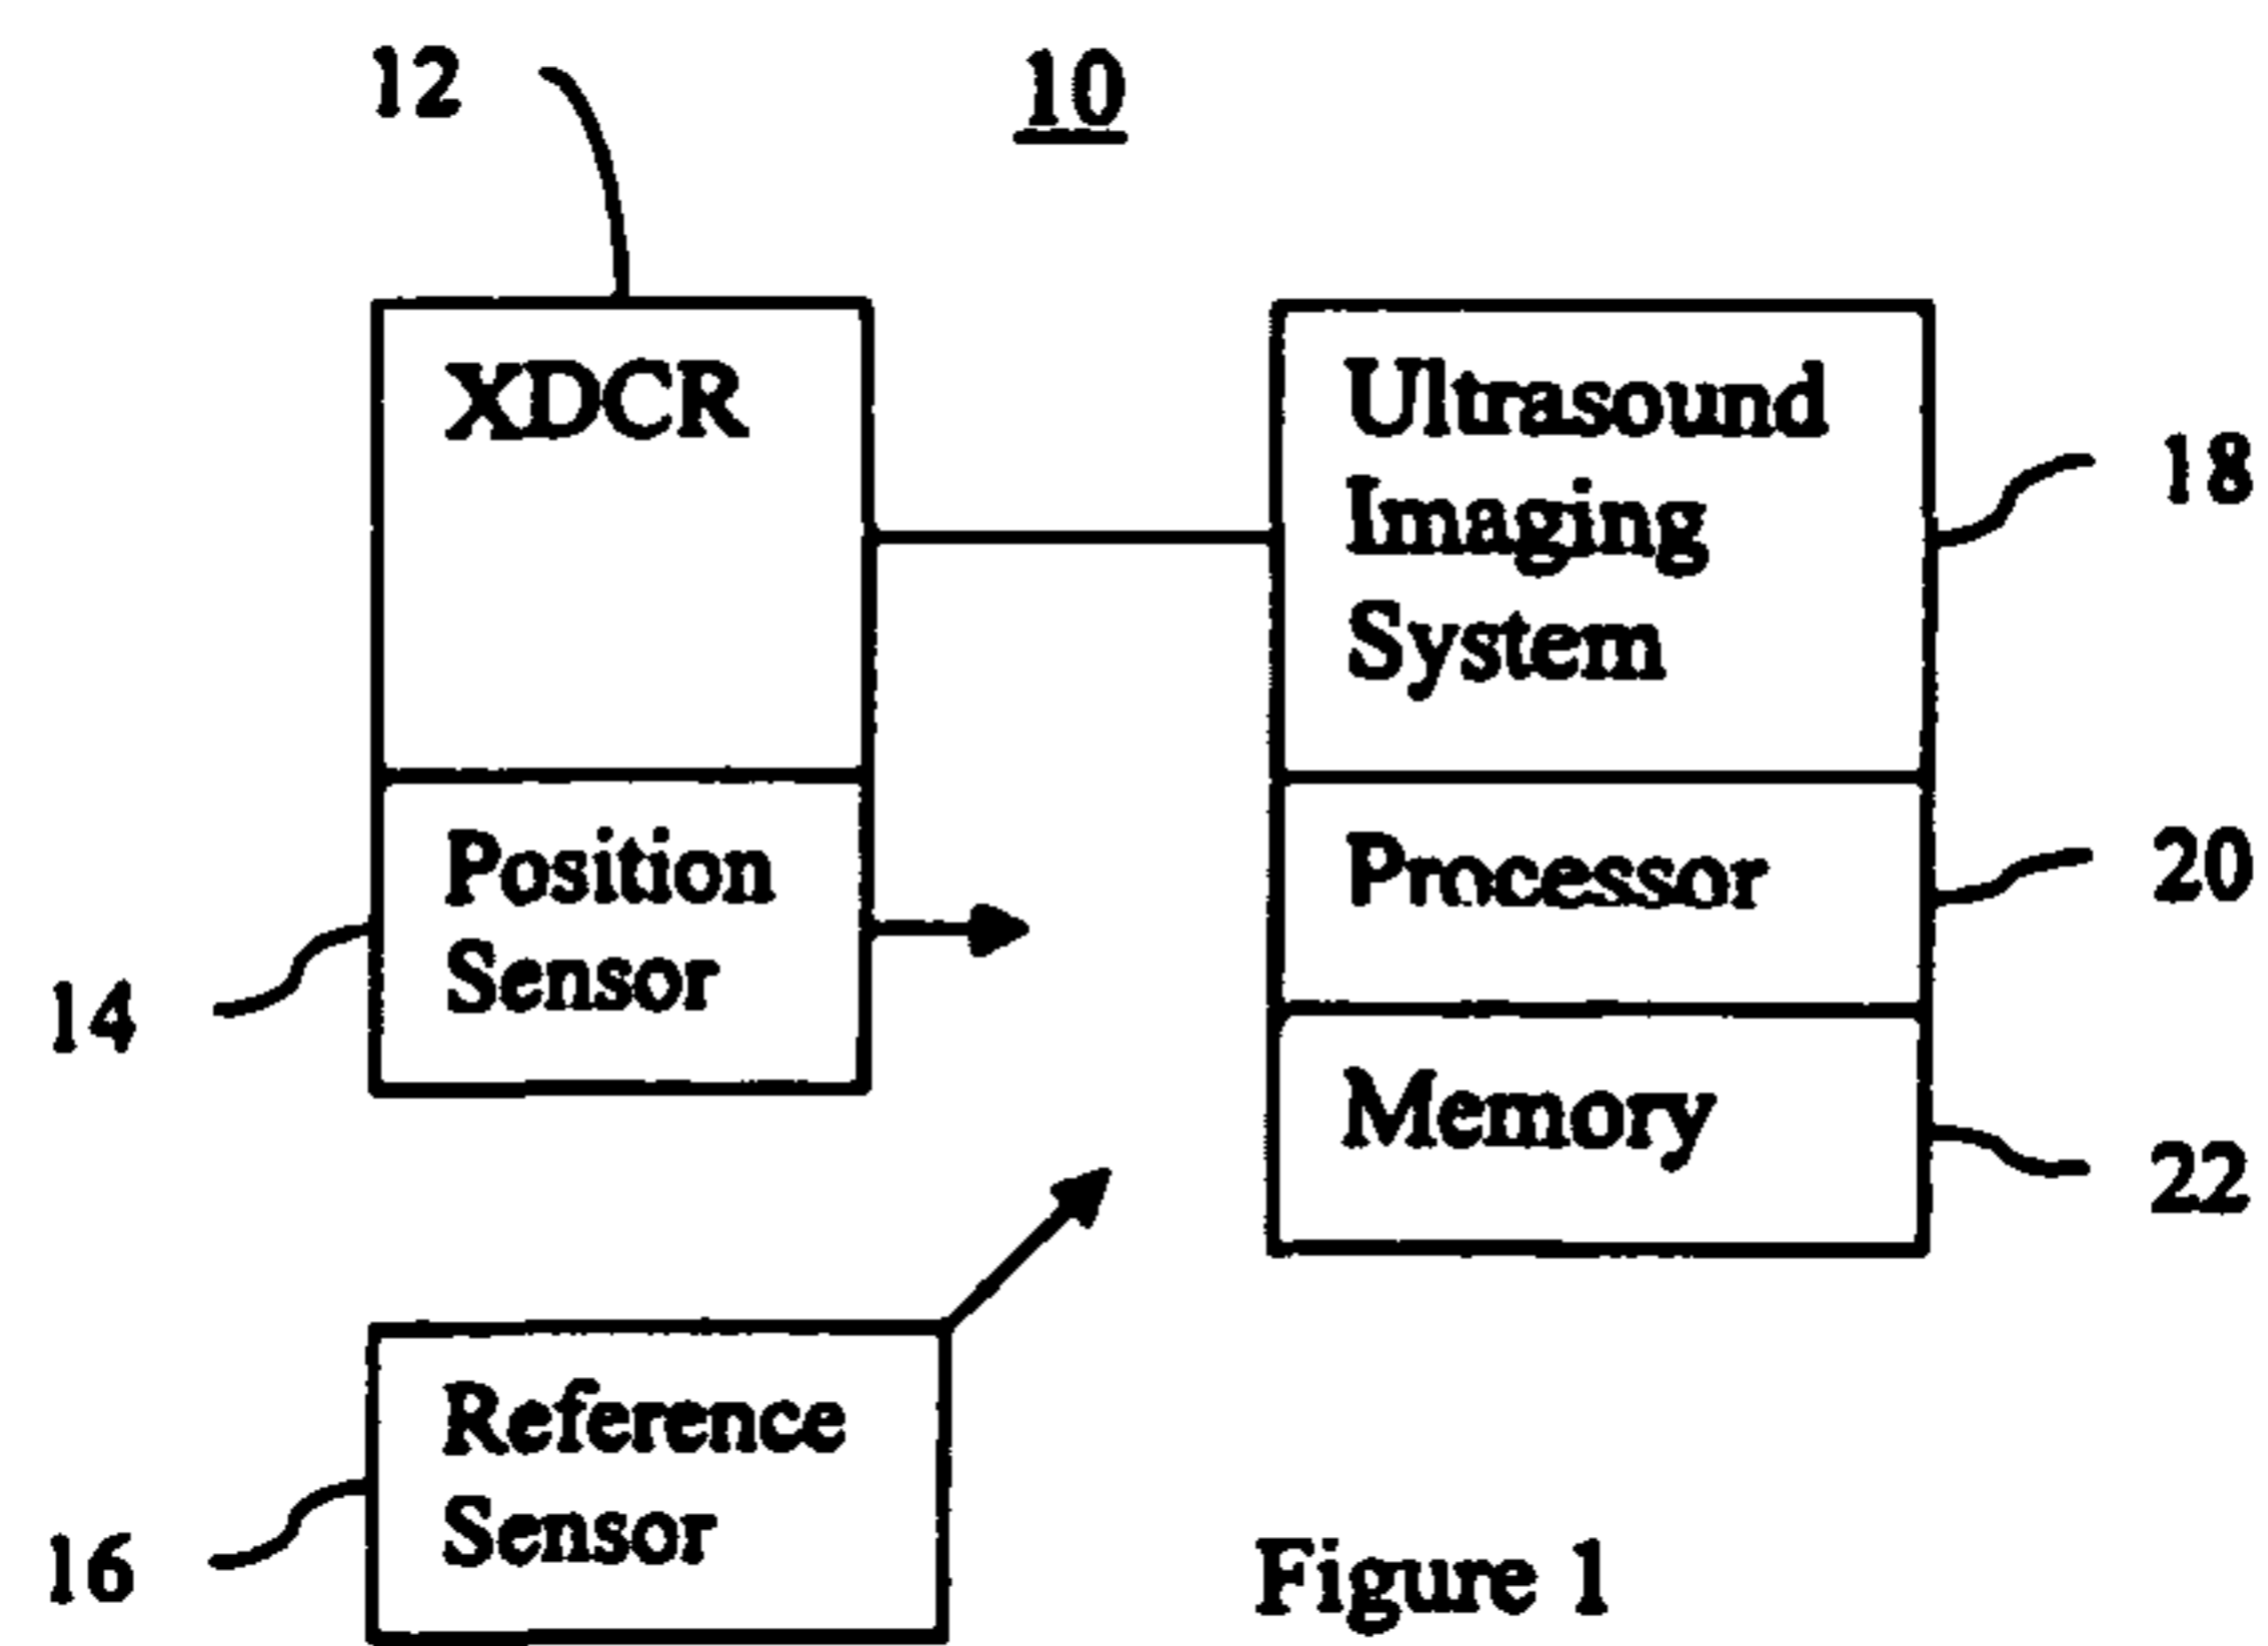 12
10
XDCR
Ultrasound
Imaging
System
18
Position
Sensor
14
Processor
20
Memory
22
Reference
Sensor
16
Figure 1